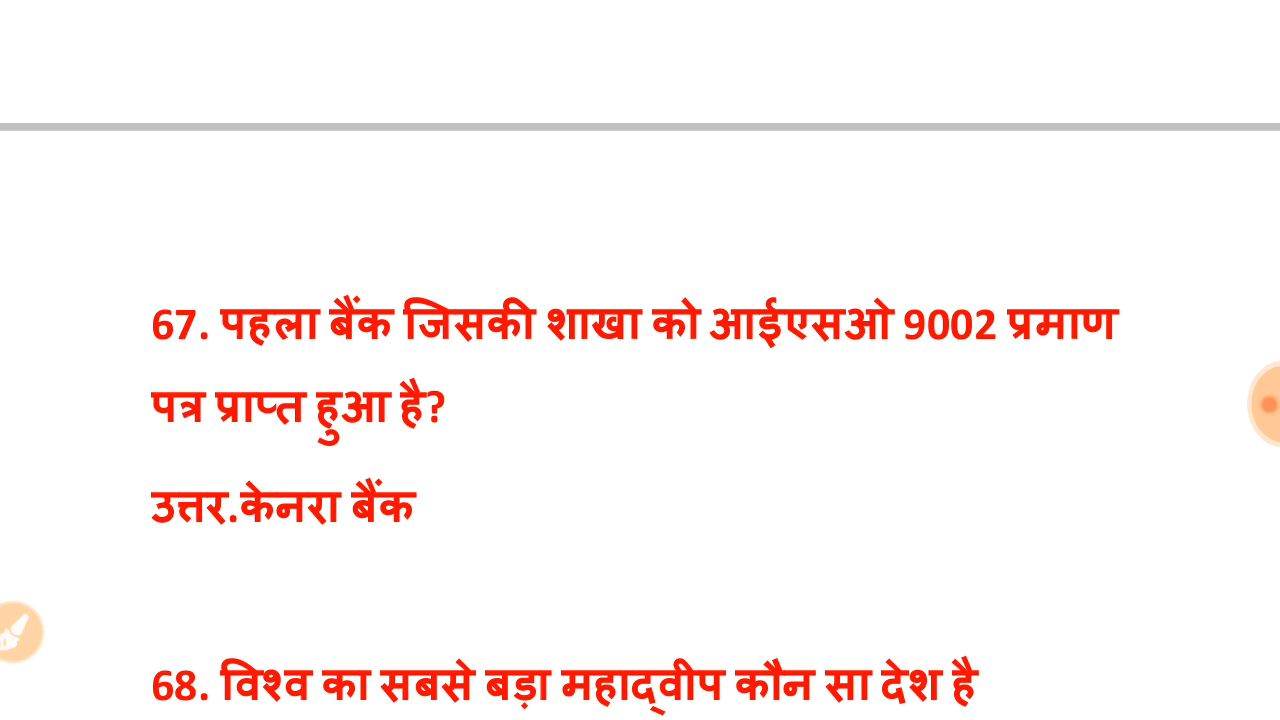 67. पहला बैंक जिसकी शाखा को आईएसओ 9002 प्रमाण
पत्र प्राप्त हुआ है?
उत्तर.केनरा बैंक
68. विश्व का सबसे बड़ा महाद्वीप कौन सा देश है